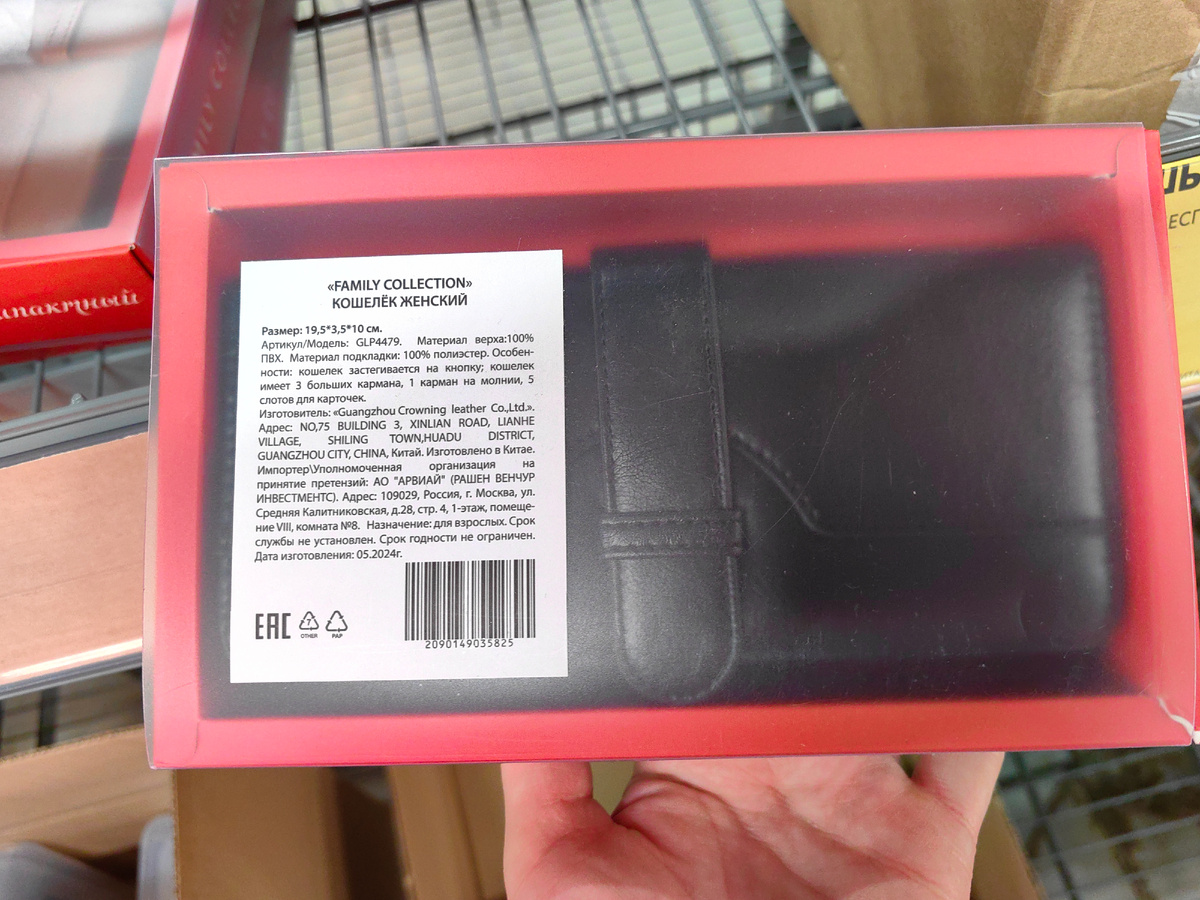 «FAMILY COLLECTION»
КОШЕЛЁК ЖЕНСКИЙ
Размер: 19,5*3,5*10 см.
Артикул/Модель: GLP4479. Материал верха:100%
ПВХ. Материал подкладки: 100% полиэстер. Особен-
ности: кошелек застегивается на кнопку; кошелек
имеет 3 больших кармана, 1 карман на молнии, 5
слотов для карточек.
Изготовитель: «Guangzhou Crowning leather Co.,Ltd.».
Адрес: NO,75 BUILDING 3, XINLIAN ROAD, LIANHE
VILLAGE, SHILING TOWN,HUADU DISTRICT,
GUANGZHOU CITY, CHINA, Китай. Изготовлено в Китае.
Импортер\Уполномоченная организация на
принятие претензий: АО "АРВИАЙ" (РАШЕН ВЕНЧУР
ИНВЕСТМЕНТС). Адрес: 109029, Россия, г. Москва, ул.
Средняя Калитниковская, д.28, стр. 4, 1-этаж, помеще-
ние VIII, комната №8. Назначение: для взрослых. Срок
службы не установлен. Срок годности не ограничен.
Дата изготовления: 05.2024г.
EAC
7
OTHER
PAP
2090149035825